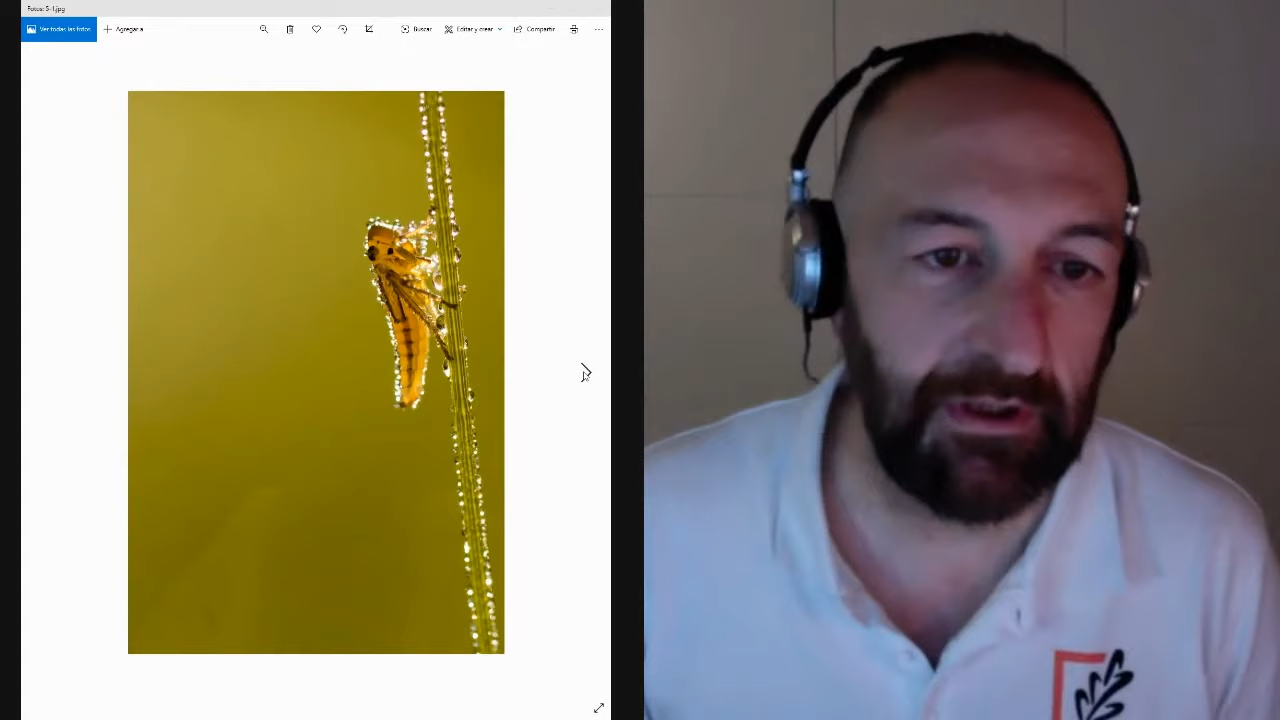 Fotos: 5-1.jpg
Ver todas las fotos
Agregar a
Buscar
Editar y crear
Compartir